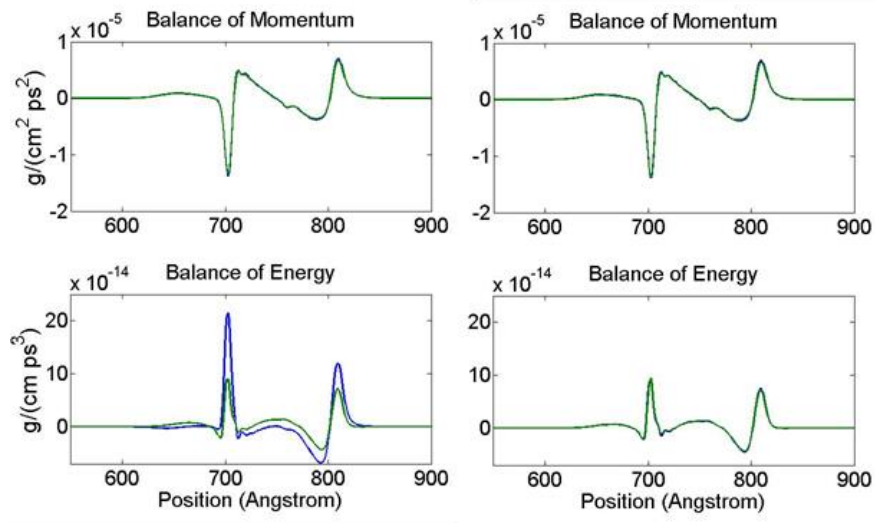 x 10^-5 Balance of Momentum
1
0
-1
-2
g/(cm^2 ps^2)
600 700 800 900
x 10^-5 Balance of Momentum
1
0
-1
-2
600 700 800 900
x 10^-14 Balance of Energy
20
10
0
g/(cm ps^3)
600 700 800 900
Position (Angstrom)
x 10^-14 Balance of Energy
20
10
0
600 700 800 900
Position (Angstrom)